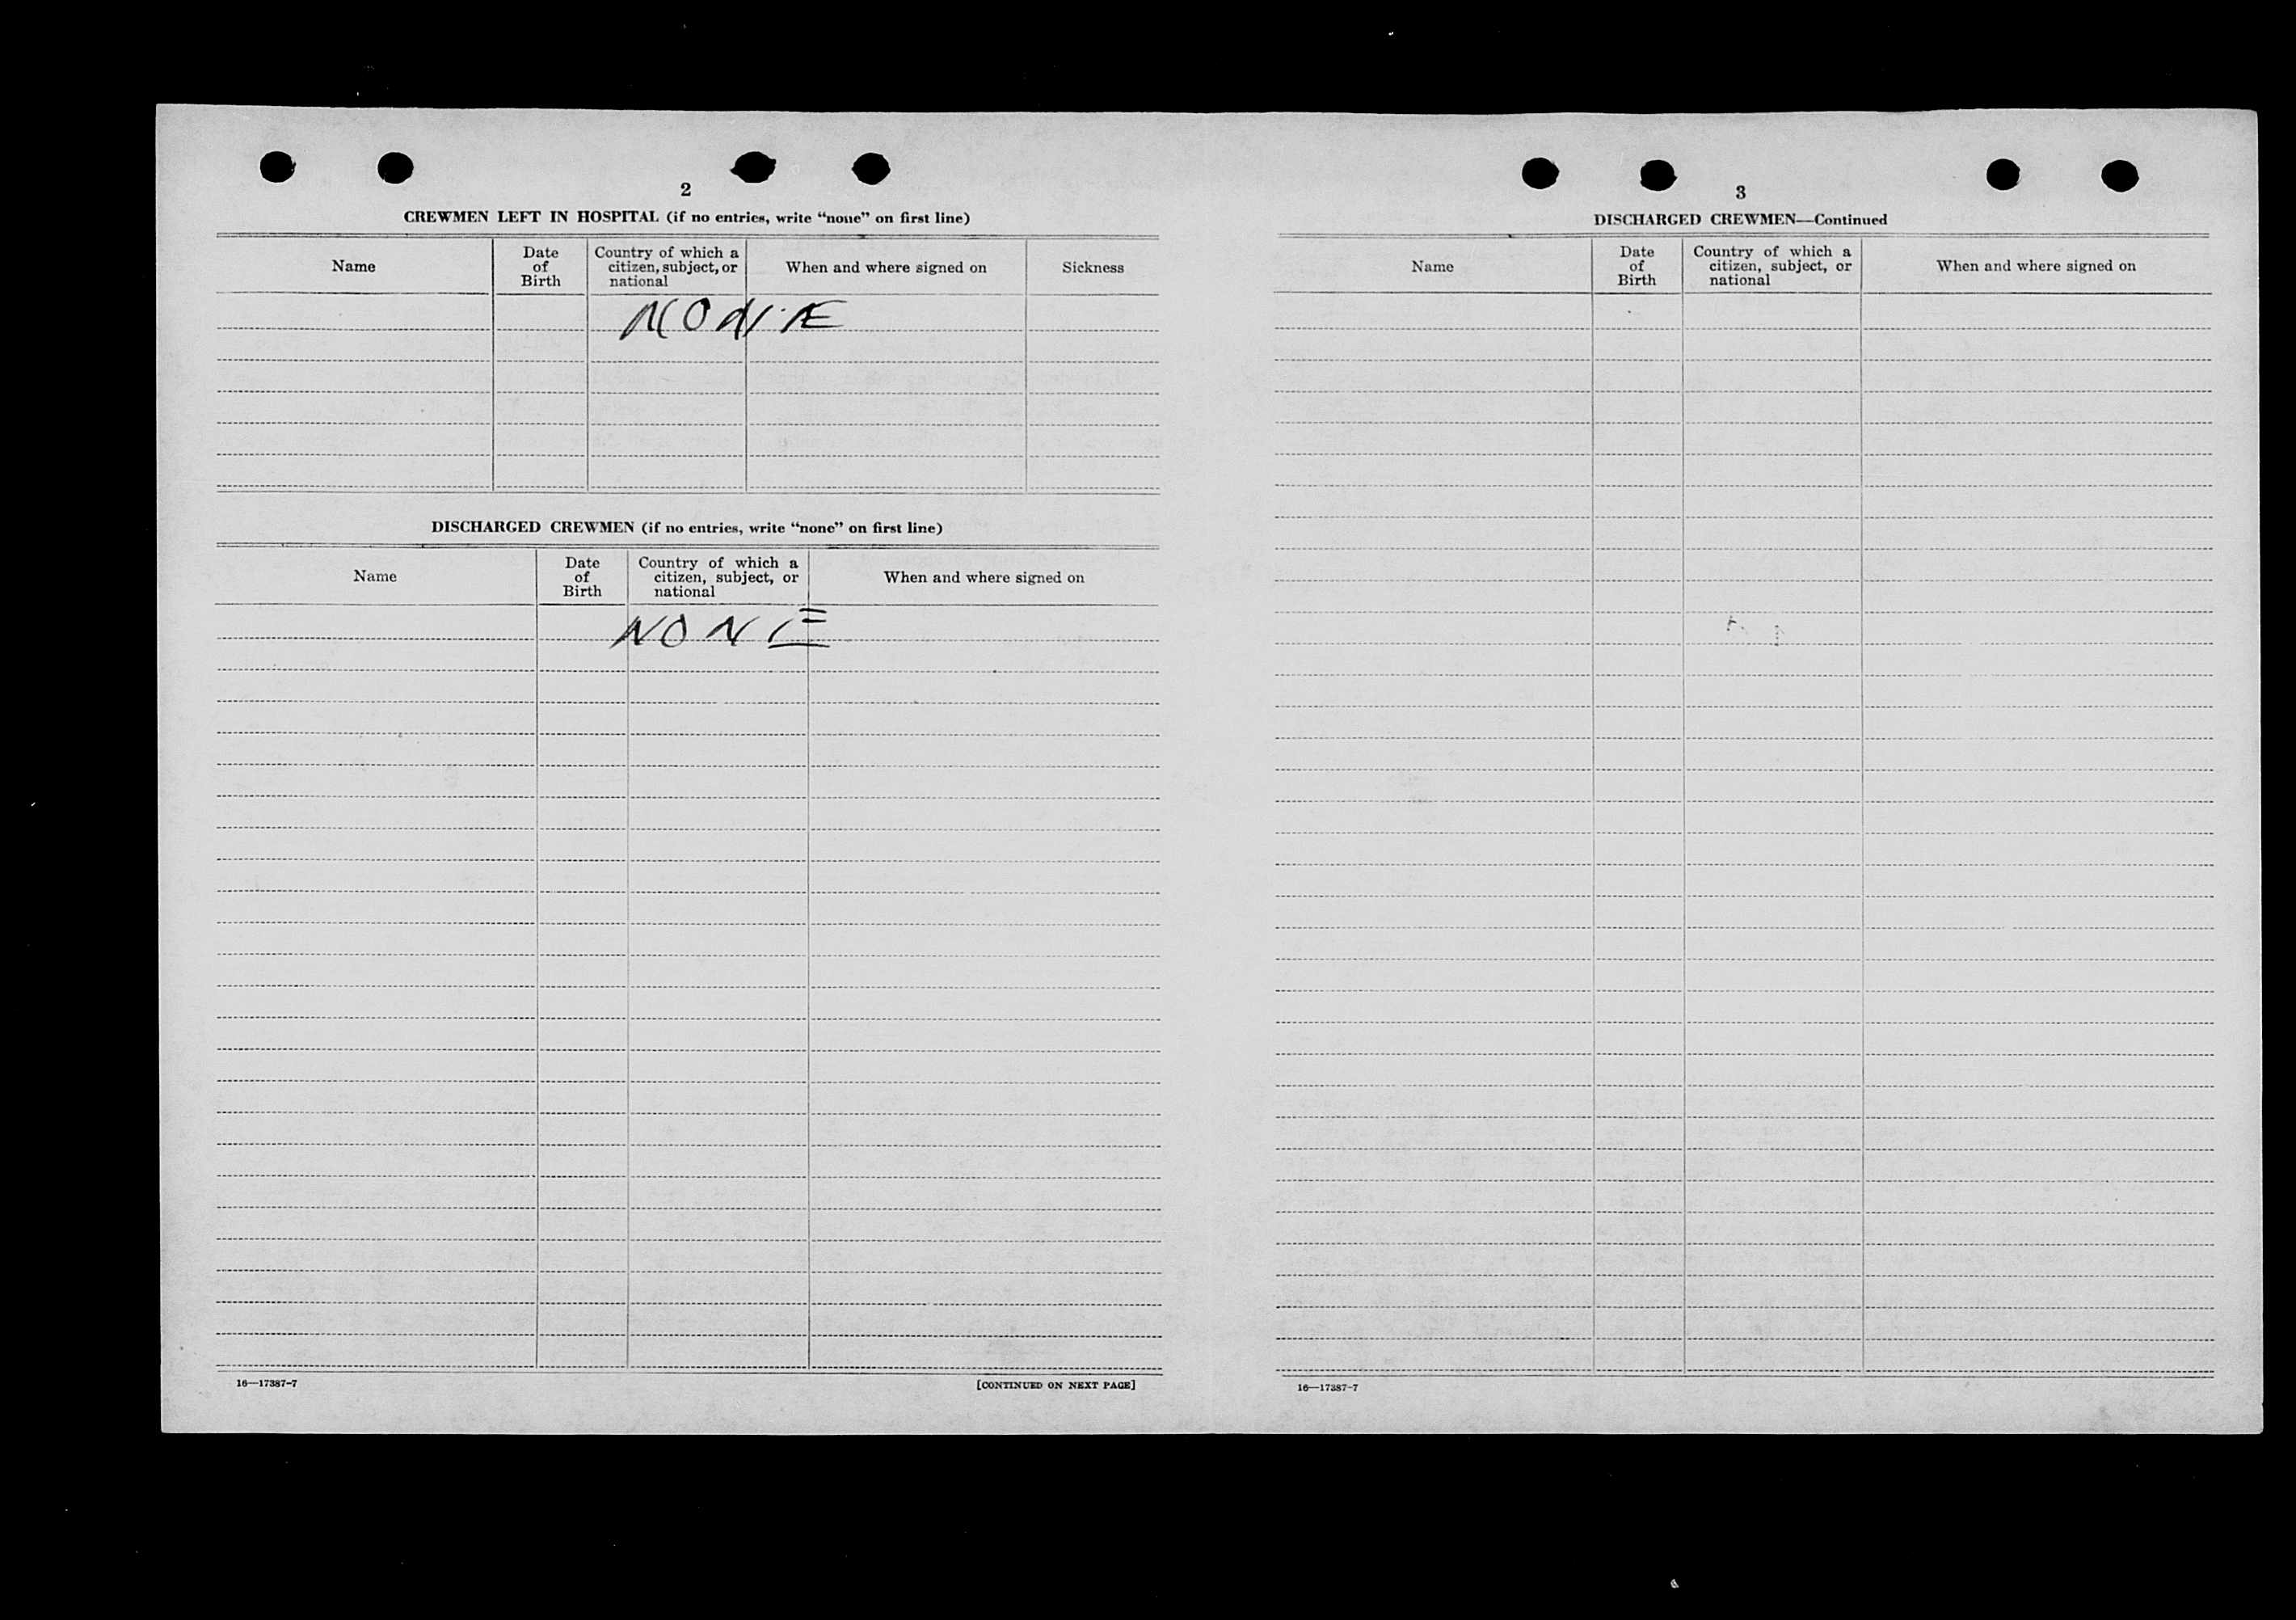 2
CREWMEN LEFT IN HOSPITAL (if no entries, write “none” on first line)
Name
Date of Birth
Country of which a citizen, subject, or national
When and where signed on
Sickness
NONE
DISCHARGED CREWMEN (if no entries, write “none” on first line)
Name
Date of Birth
Country of which a citizen, subject, or national
When and where signed on
NONE
16—17387-7
[CONTINUED ON NEXT PAGE]
3
DISCHARGED CREWMEN—Continued
Name
Date of Birth
Country of which a citizen, subject, or national
When and where signed on
16—17387-7